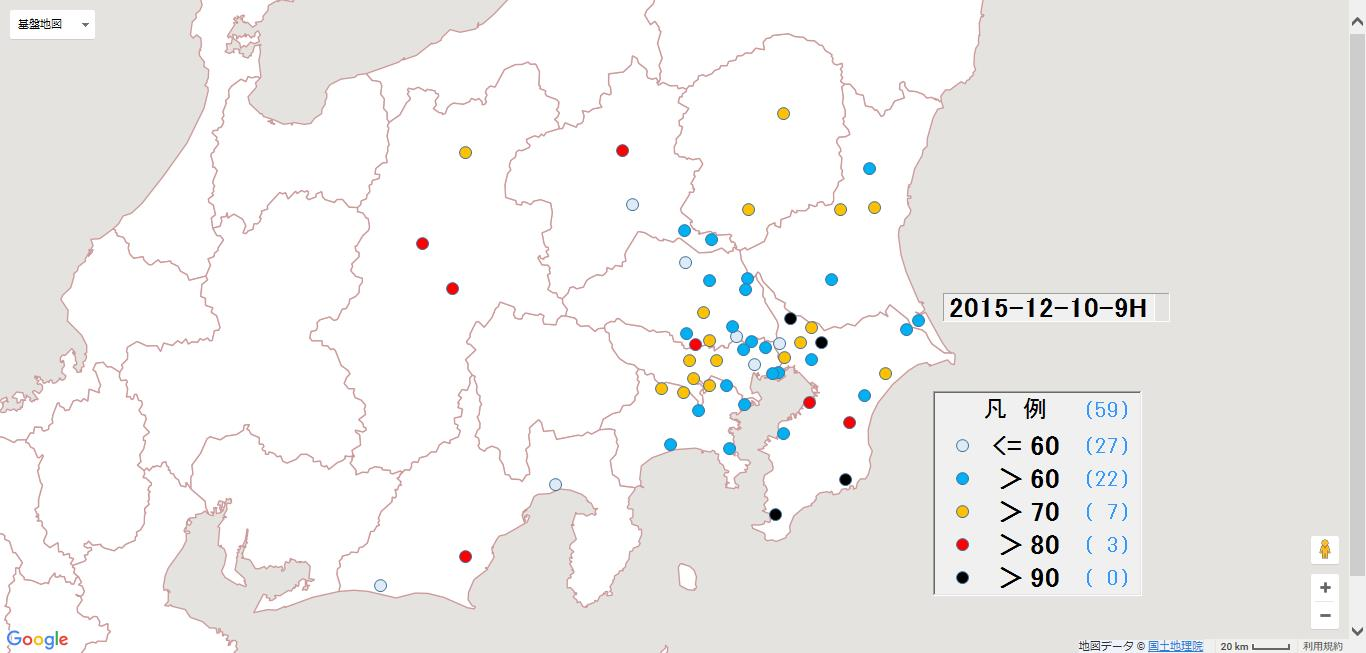 基盤地図
2015-12-10-9H
凡 例 (59)
<= 60 (27)
＞ 60 (22)
＞ 70 ( 7)
＞ 80 ( 3)
＞ 90 ( 0)
+
−
Google
地図データ © 国土地理院 20 km 利用規約